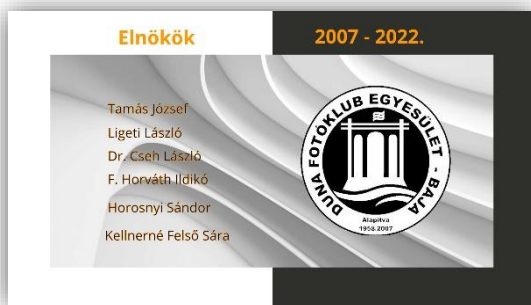 Elnökök
2007 - 2022.
Tamás József
Ligeti László
Dr. Cseh László
F. Horváth Ildikó
Horosnyi Sándor
Kellnerné Felső Sára
DUNA FOTÓKLUB EGYESÜLET - BAJA
Alapítva
1958.2007